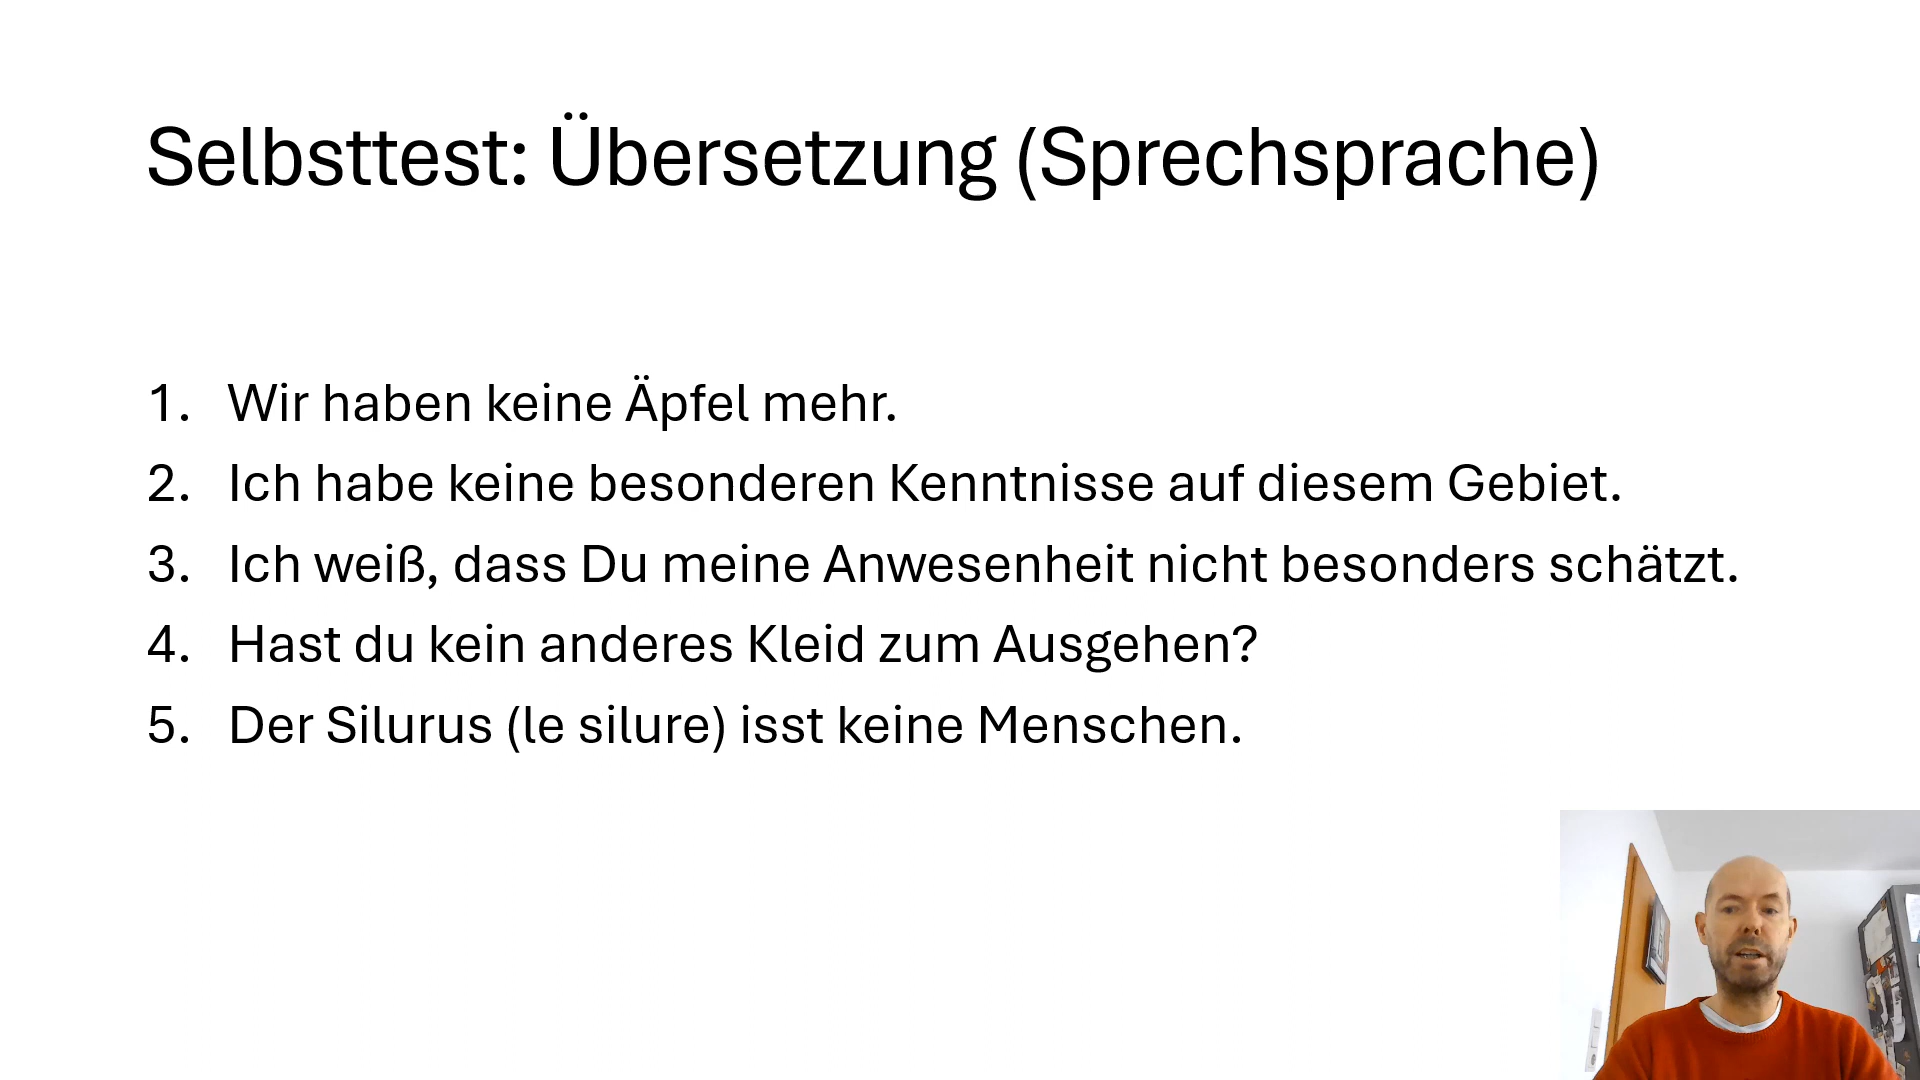 Selbsttest: Übersetzung (Sprechsprache)
1. Wir haben keine Äpfel mehr.
2. Ich habe keine besonderen Kenntnisse auf diesem Gebiet.
3. Ich weiß, dass Du meine Anwesenheit nicht besonders schätzt.
4. Hast du kein anderes Kleid zum Ausgehen?
5. Der Silurus (le silure) isst keine Menschen.